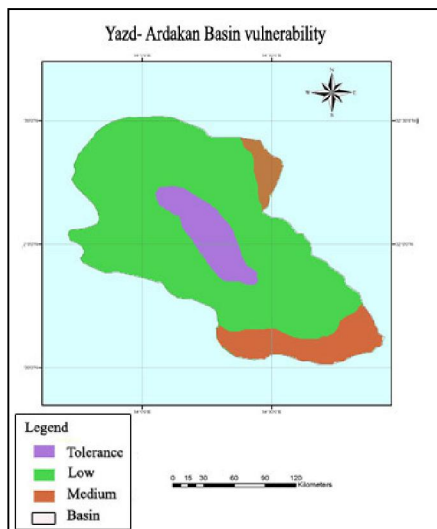 Yazd- Ardakan Basin vulnerability
N
W
E
S
Legend
Tolerance
Low
Medium
Basin
0 15 30 60 90 120
Kilometers